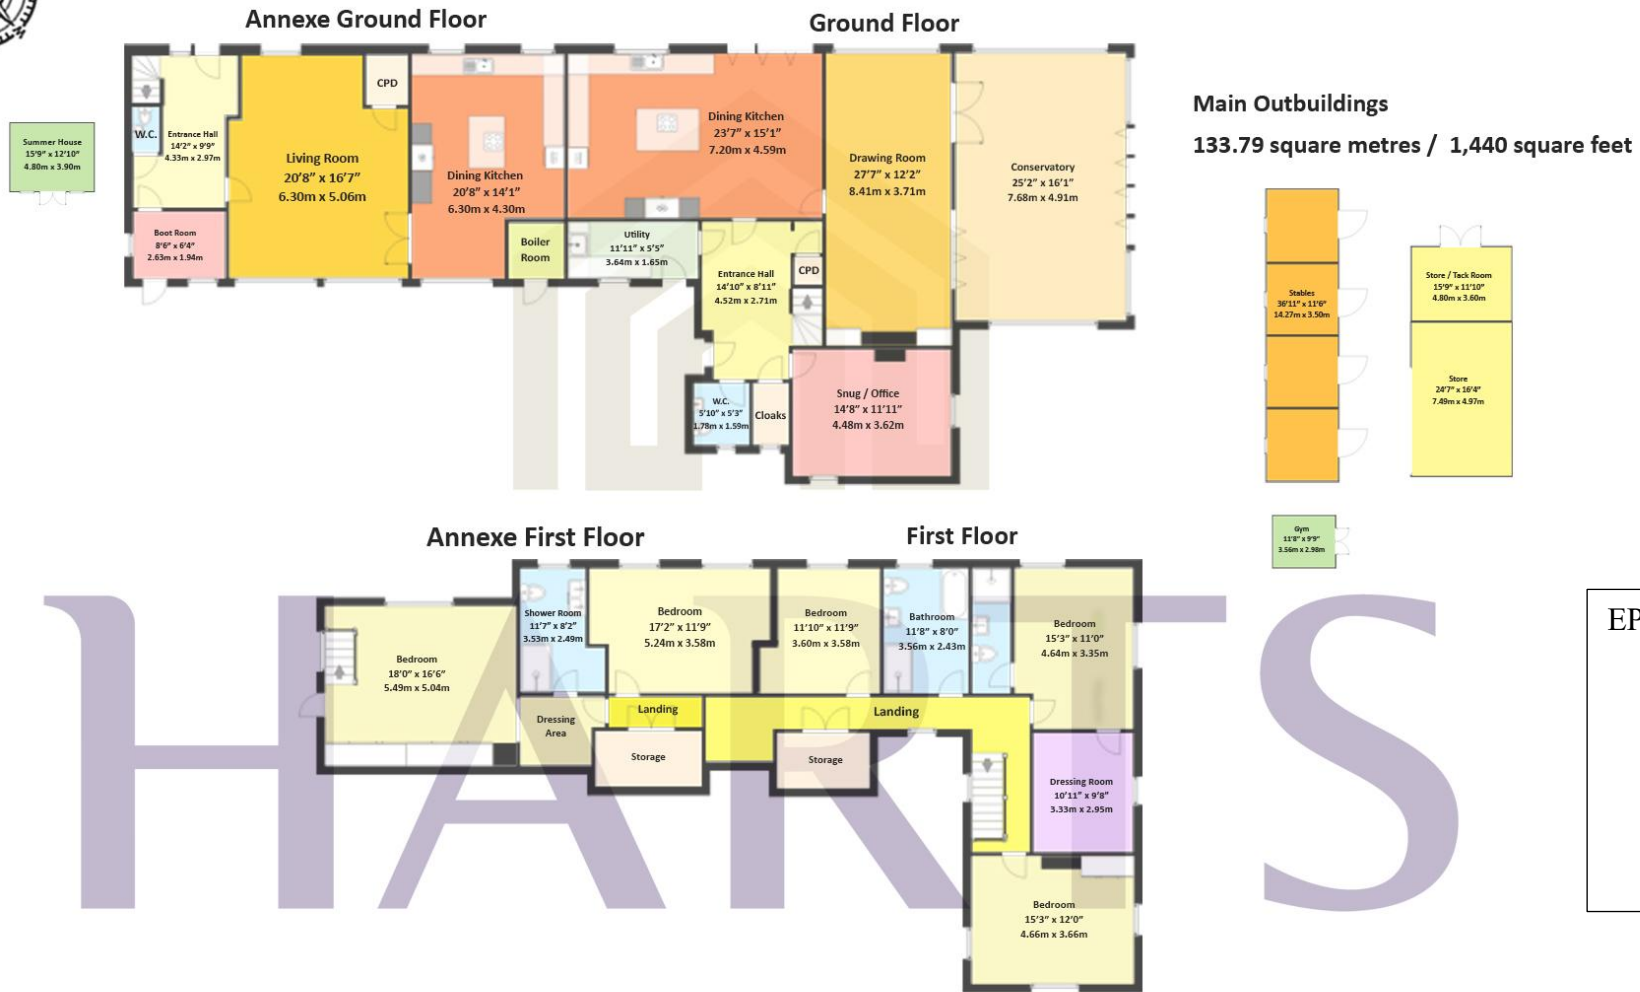 Annexe Ground Floor
Ground Floor
Summer House
15'9" x 12'10"
4.80m x 3.90m
W.C.
Entrance Hall
14'2" x 9'9"
4.33m x 2.97m
Boot Room
8'6" x 6'4"
2.63m x 1.94m
Living Room
20'8" x 16'7"
6.30m x 5.06m
CPD
Dining Kitchen
20'8" x 14'1"
6.30m x 4.30m
Boiler
Room
Dining Kitchen
23'7" x 15'1"
7.20m x 4.59m
Utility
11'11" x 5'5"
3.64m x 1.65m
Entrance Hall
14'10" x 8'11"
4.52m x 2.71m
CPD
Drawing Room
27'7" x 12'2"
8.41m x 3.71m
Conservatory
25'2" x 16'1"
7.68m x 4.91m
W.C.
5'10" x 5'3"
1.78m x 1.59m
Cloaks
Snug / Office
14'8" x 11'11"
4.48m x 3.62m
Main Outbuildings
133.79 square metres / 1,440 square feet
Stables
36'11" x 11'6"
14.27m x 3.50m
Store / Tack Room
15'9" x 11'10"
4.80m x 3.60m
Store
24'7" x 16'4"
7.49m x 4.97m
Gym
11'8" x 9'9"
3.56m x 2.98m
Annexe First Floor
First Floor
Bedroom
18'0" x 16'6"
5.49m x 5.04m
Shower Room
11'7" x 8'2"
3.53m x 2.49m
Dressing
Area
Bedroom
17'2" x 11'9"
5.24m x 3.58m
Landing
Storage
Bedroom
11'10" x 11'9"
3.60m x 3.58m
Bathroom
11'8" x 8'0"
3.56m x 2.43m
Landing
Storage
Bedroom
15'3" x 11'0"
4.64m x 3.35m
Dressing Room
10'11" x 9'8"
3.33m x 2.95m
Bedroom
15'3" x 12'0"
4.66m x 3.66m
HARTS
EP